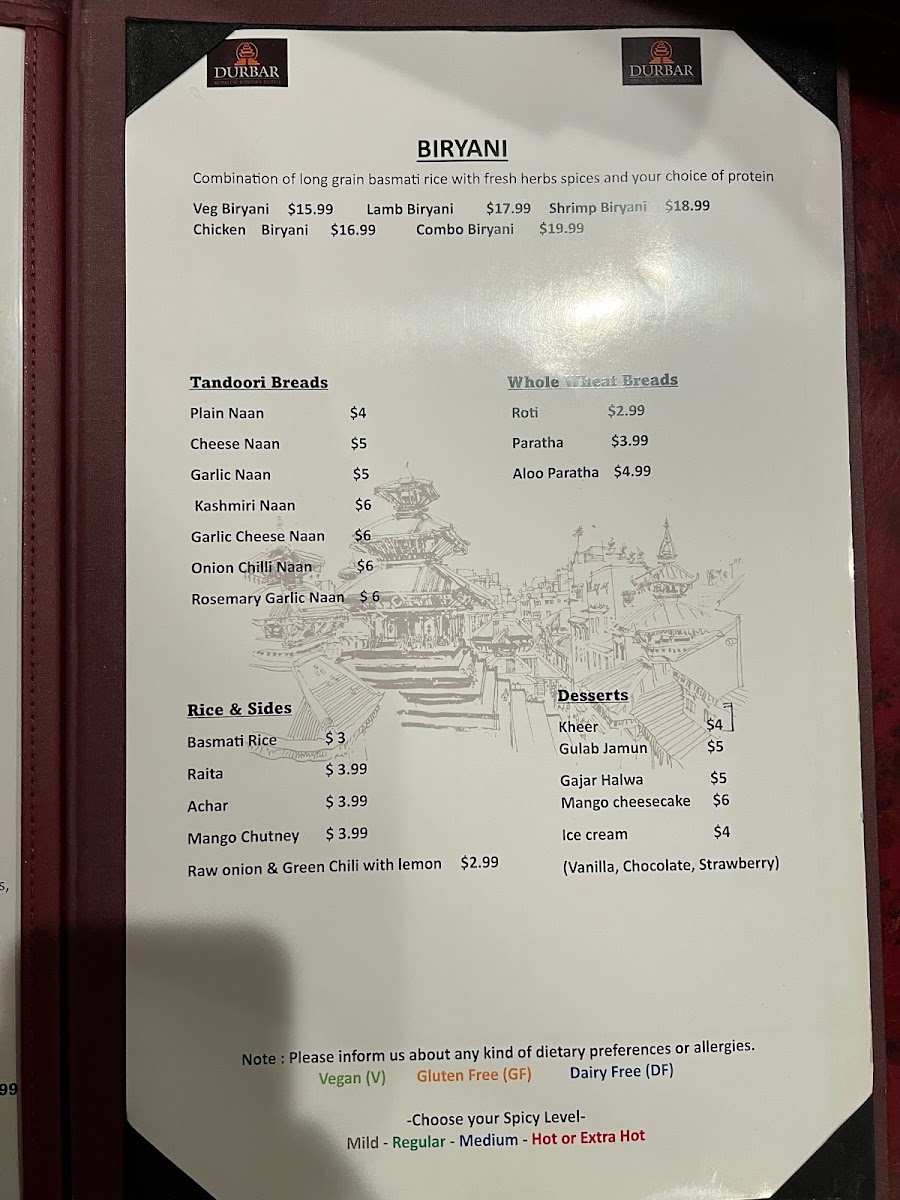 DURBAR
DURBAR
BIRYANI
Combination of long grain basmati rice with fresh herbs spices and your choice of protein
Veg Biryani $15.99 Lamb Biryani $17.99 Shrimp Biryani $18.99
Chicken Biryani $16.99 Combo Biryani $19.99
Tandoori Breads
Plain Naan $4
Cheese Naan $5
Garlic Naan $5
Kashmiri Naan $6
Garlic Cheese Naan $6
Onion Chilli Naan $6
Rosemary Garlic Naan $ 6
Whole Wheat Breads
Roti $2.99
Paratha $3.99
Aloo Paratha $4.99
Rice & Sides
Basmati Rice $ 3
Raita $ 3.99
Achar $ 3.99
Mango Chutney $ 3.99
Raw onion & Green Chili with lemon $2.99
Desserts
Kheer $4
Gulab Jamun $5
Gajar Halwa $5
Mango cheesecake $6
Ice cream $4
(Vanilla, Chocolate, Strawberry)
Note : Please inform us about any kind of dietary preferences or allergies.
Vegan (V) Gluten Free (GF) Dairy Free (DF)
-Choose your Spicy Level-
Mild - Regular - Medium - Hot or Extra Hot
s,
99